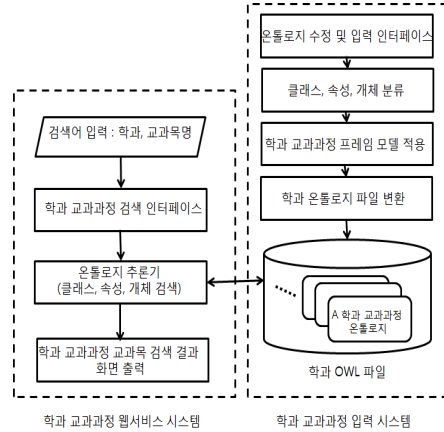 검색어 입력 : 학과, 교과목명
학과 교과과정 검색 인터페이스
온톨로지 추론기
(클래스, 속성, 개체 검색)
학과 교과과정 교과목 검색 결과
화면 출력
학과 교과과정 웹서비스 시스템
온톨로지 수정 및 입력 인터페이스
클래스, 속성, 개체 분류
학과 교과과정 프레임 모델 적용
학과 온톨로지 파일 변환
A 학과 교과과정
온톨로지
학과 OWL 파일
학과 교과과정 입력 시스템